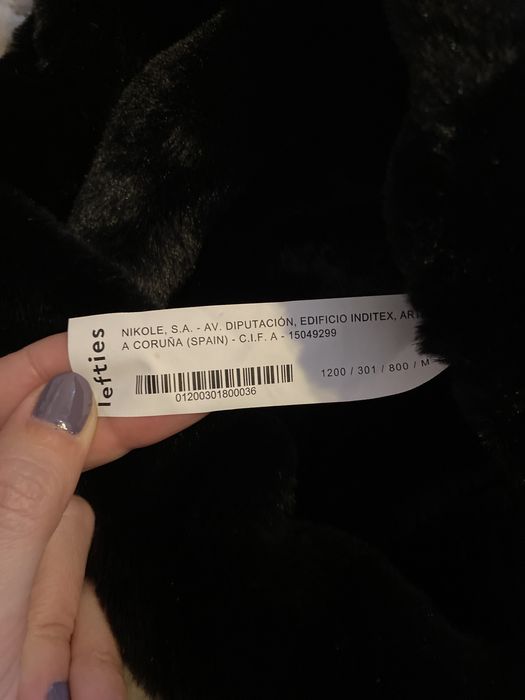 lefties
NIKOLE, S.A. - AV. DIPUTACIÓN, EDIFICIO INDITEX,
A CORUÑA (SPAIN) - C.I.F. A - 15049299
1200 / 301 / 800 / M
01200301800036